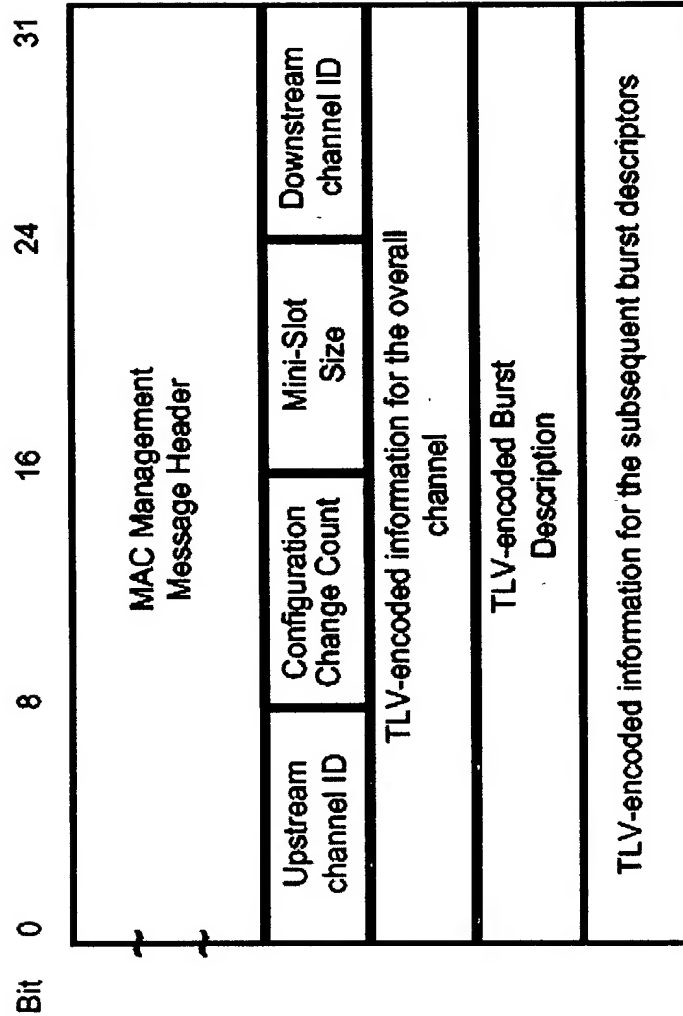 Bit 0 8 16 24 31
MAC Management
Message Header
Upstream
channel ID
Configuration
Change Count
Mini-Slot
Size
Downstream
channel ID
TLV-encoded information for the overall
channel
TLV-encoded Burst
Description
TLV-encoded information for the subsequent burst descriptors